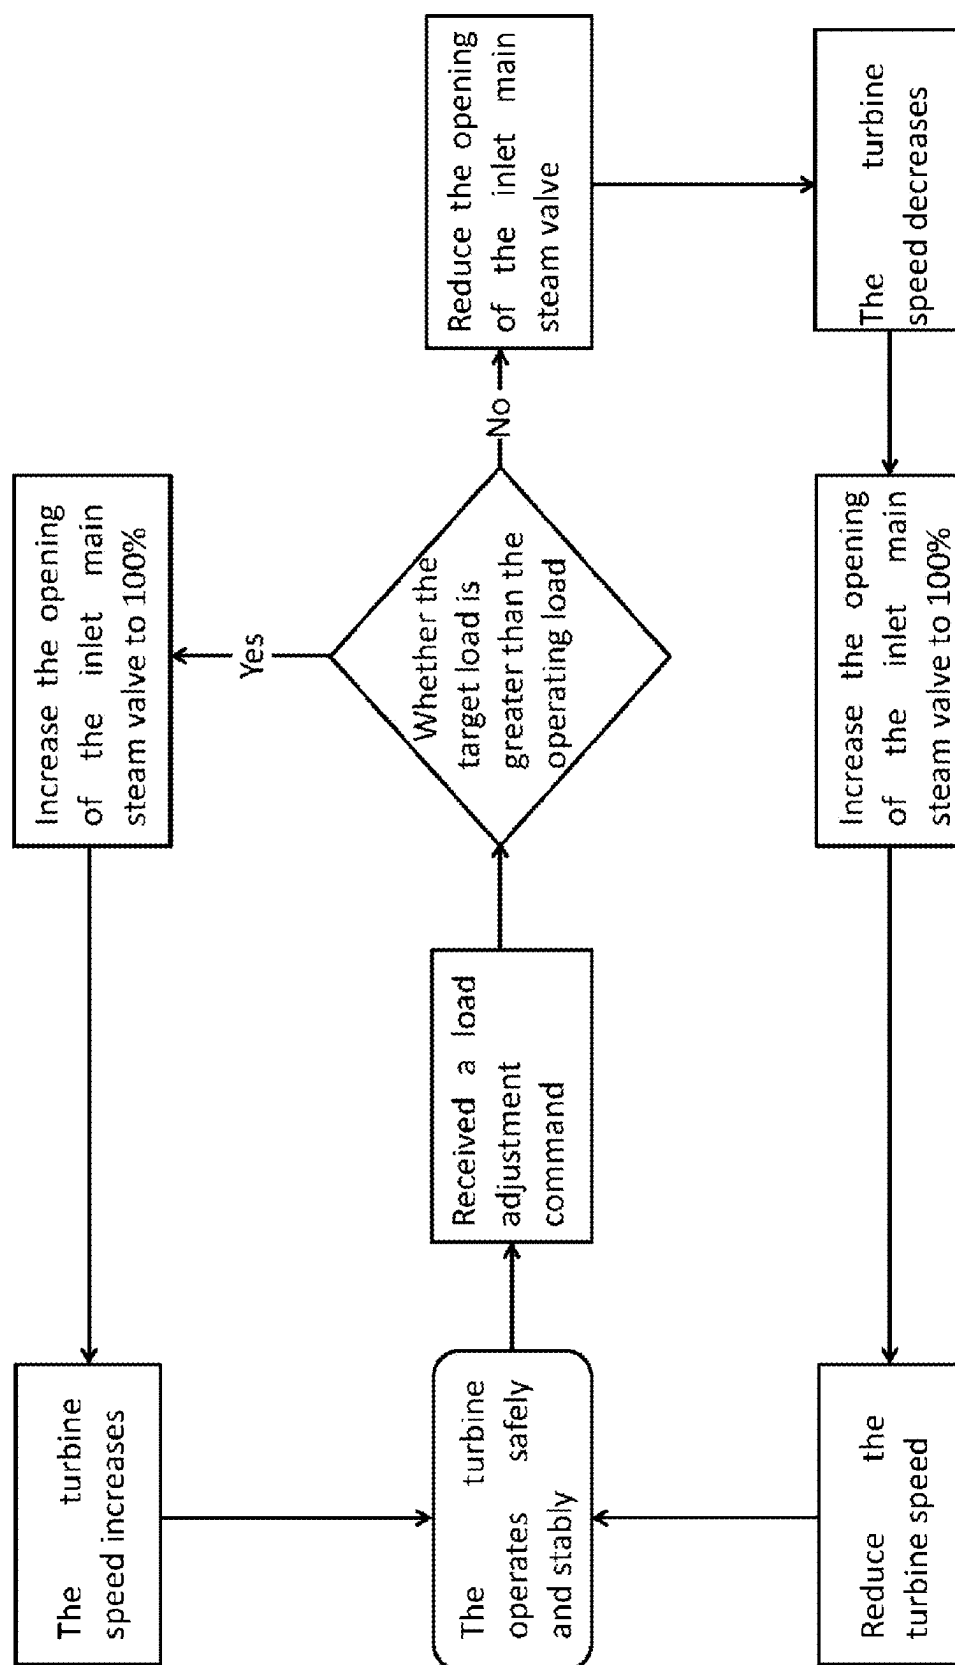 The turbine
speed increases
Increase the opening
of the inlet main
steam valve to 100%
The turbine
operates safely
and stably
Received a load
adjustment
command
Whether the
target load is
greater than the
operating load
Yes
No
Reduce the opening
of the inlet main
steam valve
Reduce the
turbine speed
Increase the opening
of the inlet main
steam valve to 100%
The turbine
speed decreases